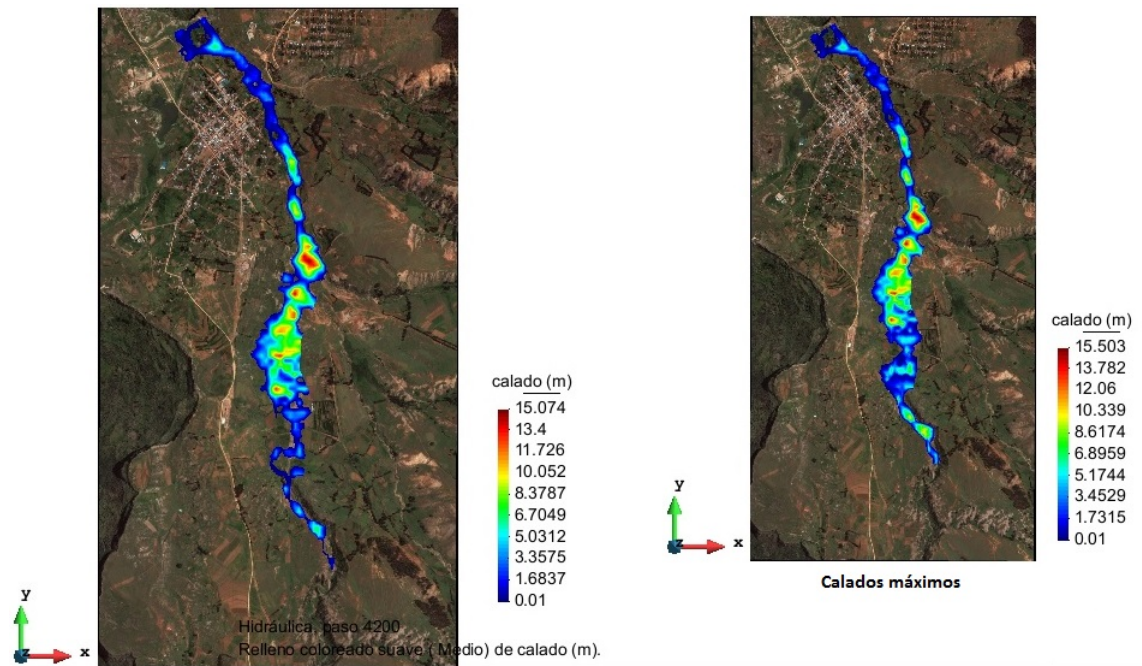 calado (m)
15.074
13.4
11.726
10.052
8.3787
6.7049
5.0312
3.3575
1.6837
0.01
y
z
x
Hidráulica, paso 4200
Relleno coloreado suave ( Medio) de calado (m).
calado (m)
15.503
13.782
12.06
10.339
8.6174
6.8959
5.1744
3.4529
1.7315
0.01
y
z
x
Calados máximos